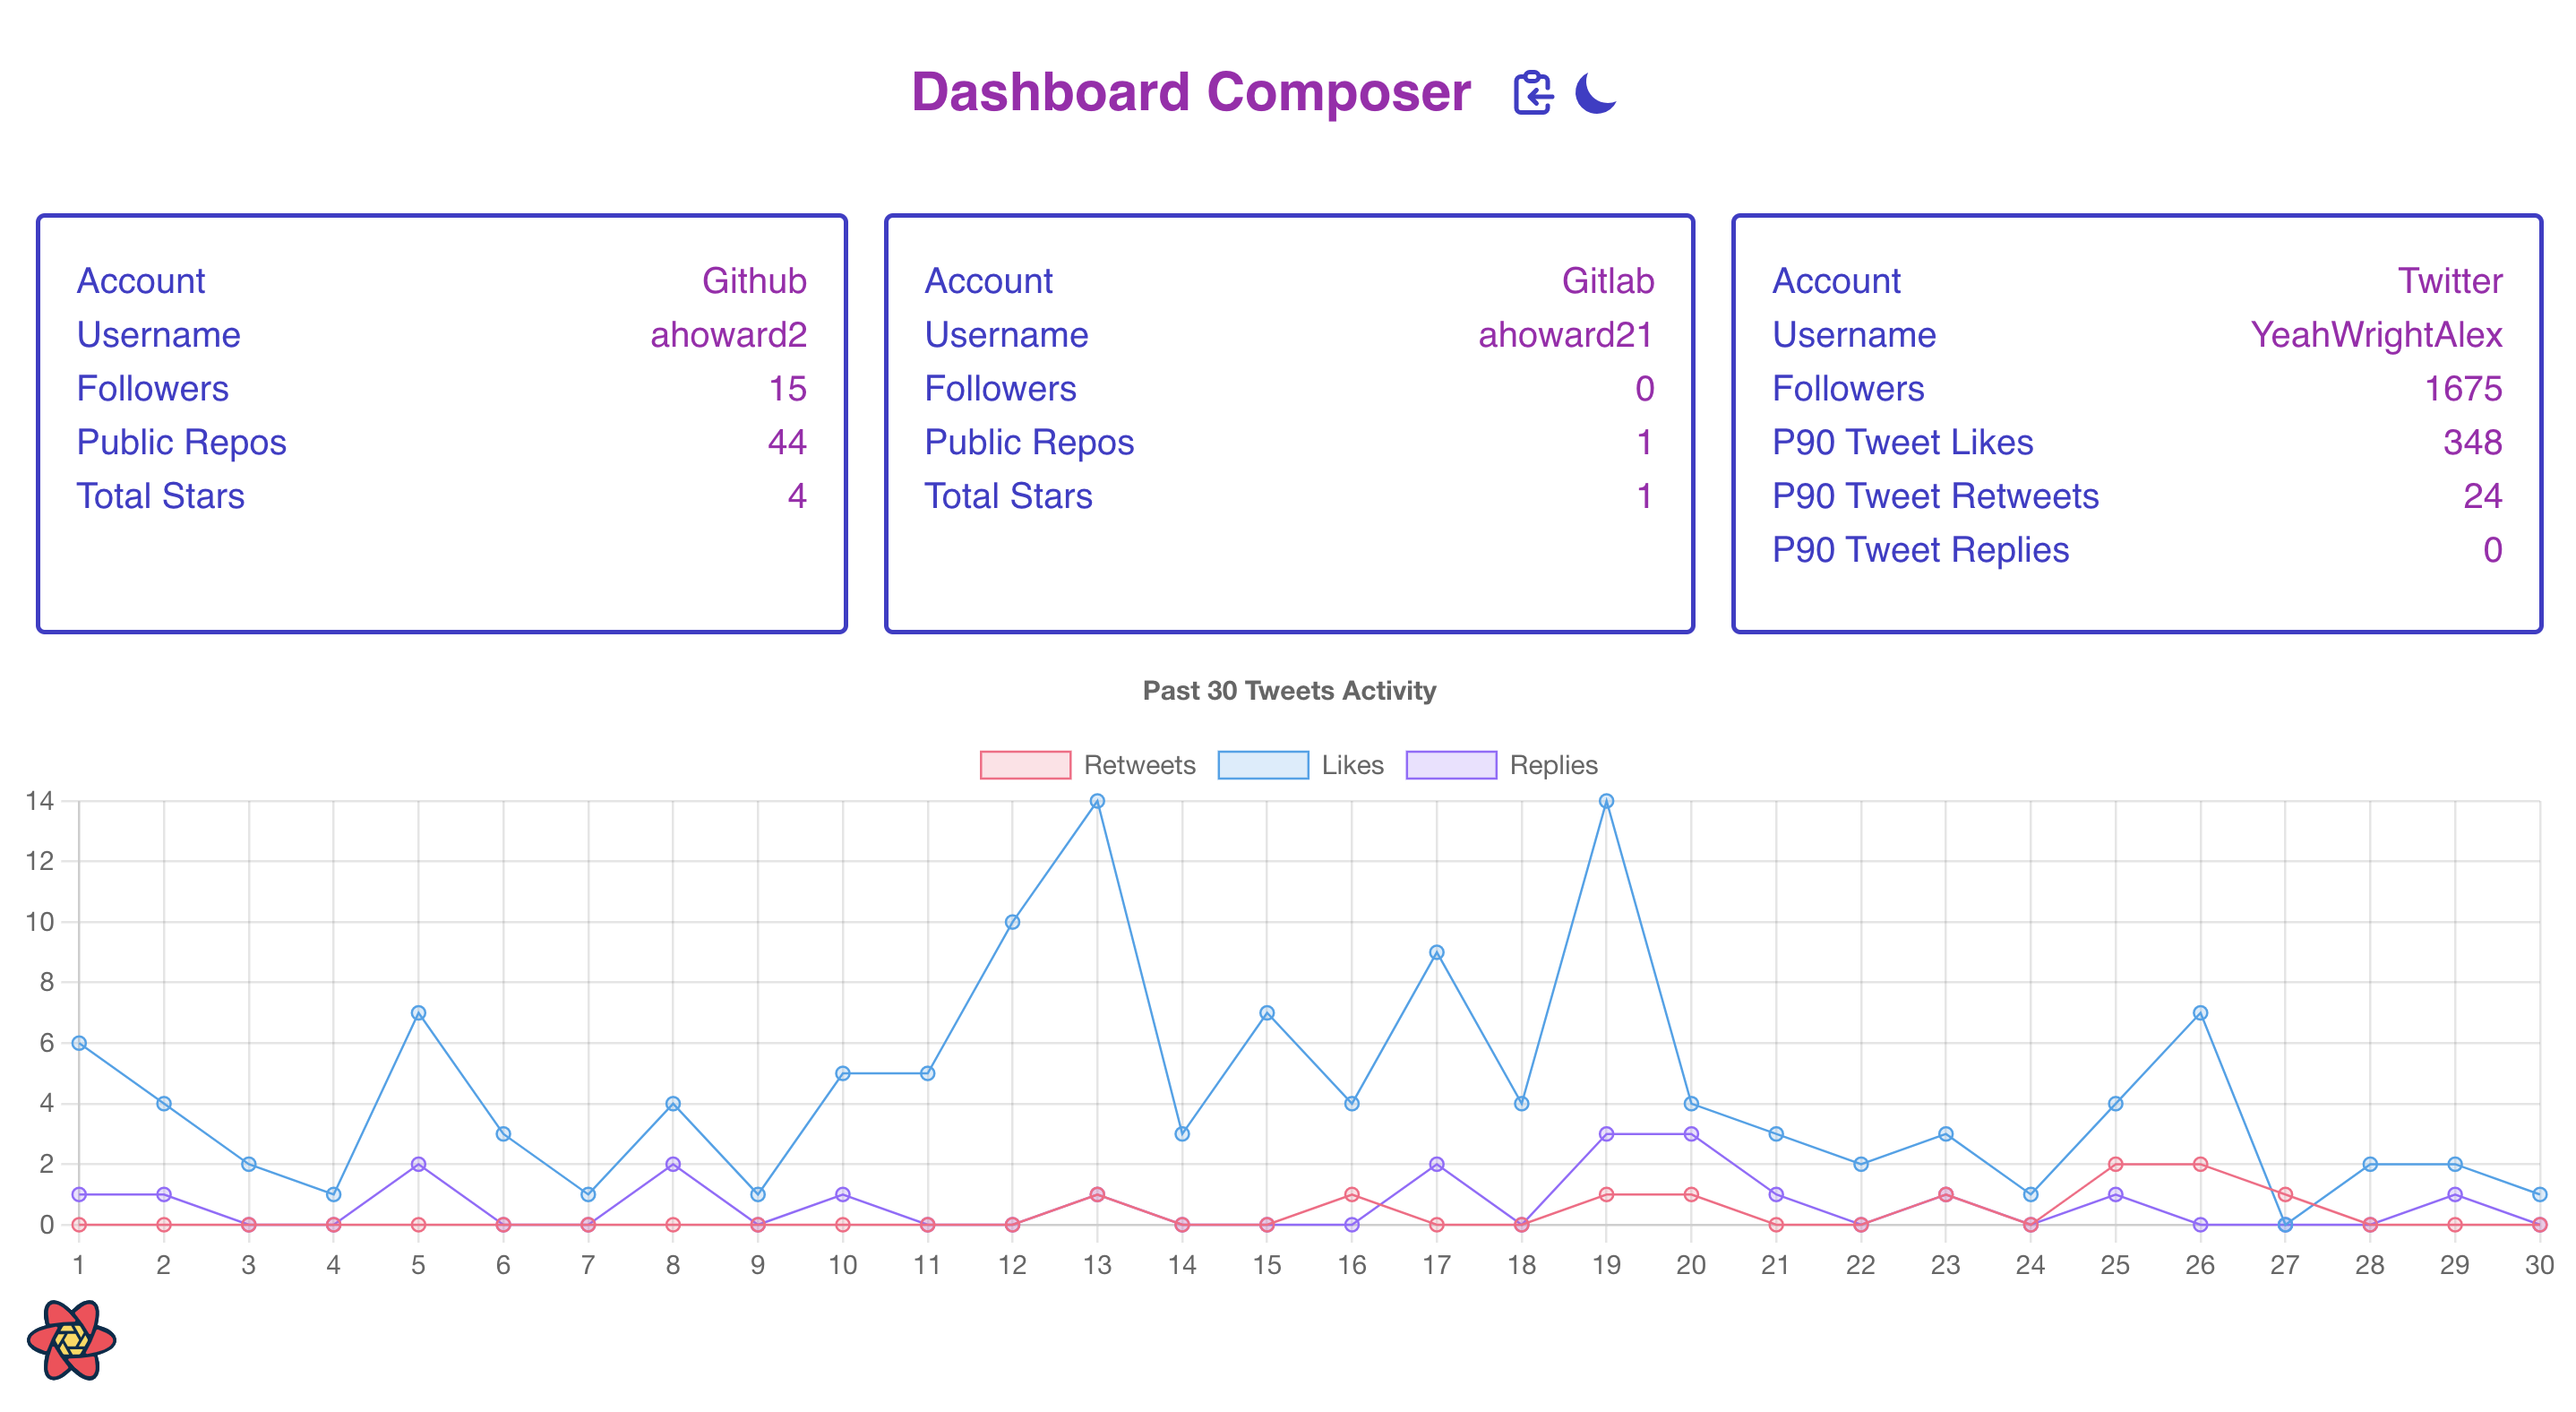 Dashboard Composer
Account Github
Username ahoward2
Followers 15
Public Repos 44
Total Stars 4
Account Gitlab
Username ahoward21
Followers 0
Public Repos 1
Total Stars 1
Account Twitter
Username YeahWrightAlex
Followers 1675
P90 Tweet Likes 348
P90 Tweet Retweets 24
P90 Tweet Replies 0
Past 30 Tweets Activity
Retweets Likes Replies
14
12
10
8
6
4
2
0
1 2 3 4 5 6 7 8 9 10 11 12 13 14 15 16 17 18 19 20 21 22 23 24 25 26 27 28 29 30